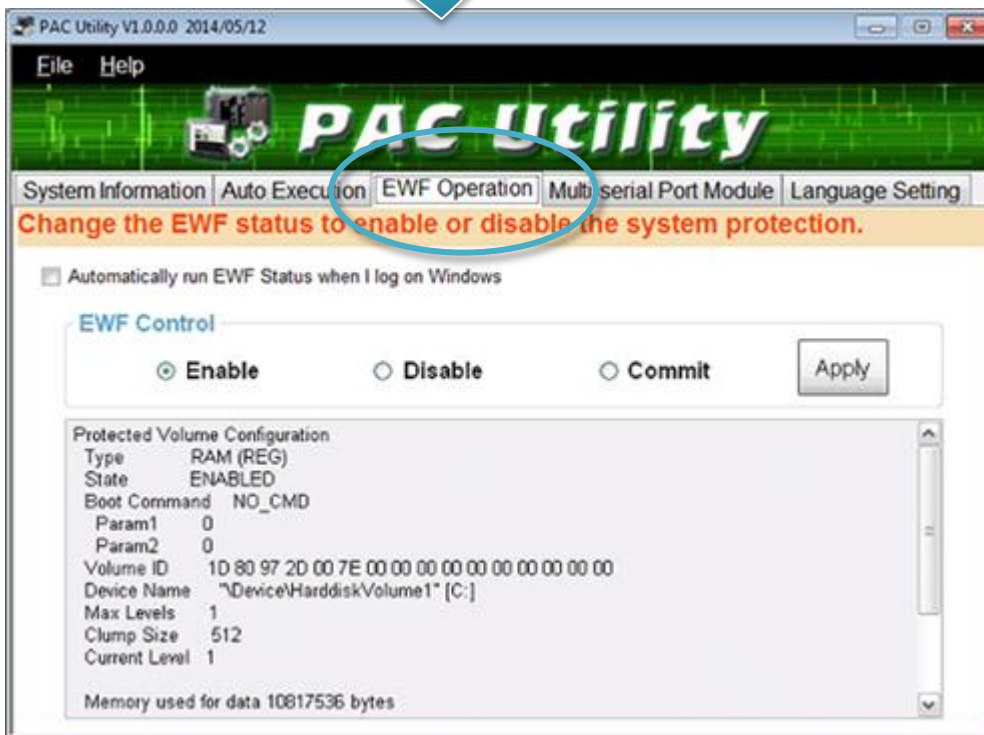 PAC Utility V1.0.0.0 2014/05/12
File Help
PAC Utility
System Information Auto Execution EWF Operation Multi-serial Port Module Language Setting
Change the EWF status to enable or disable the system protection.
Automatically run EWF Status when I log on Windows
EWF Control
Enable Disable Commit Apply
Protected Volume Configuration
Type RAM (REG)
State ENABLED
Boot Command NO_CMD
Param1 0
Param2 0
Volume ID 1D 80 97 2D 00 7E 00 00 00 00 00 00 00 00 00 00
Device Name "\Device\HarddiskVolume1" [C:]
Max Levels 1
Clump Size 512
Current Level 1
Memory used for data 10817536 bytes